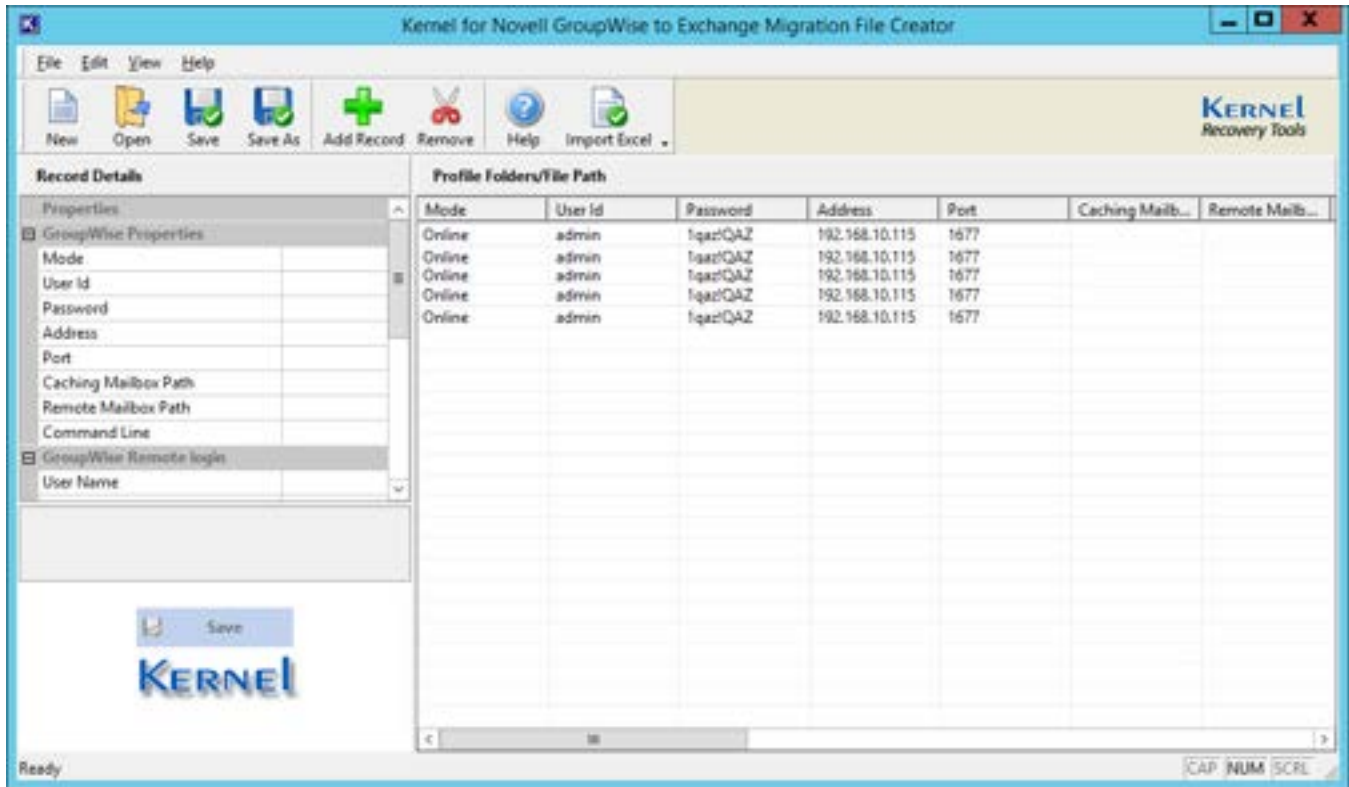 Kernel for Novell GroupWise to Exchange Migration File Creator
File Edit View Help
New Open Save Save As Add Record Remove Help Import Excel
KERNEL
Recovery Tools
Record Details
Profile Folders/File Path
Properties
GroupWise Properties
Mode
User Id
Password
Address
Port
Caching Mailbox Path
Remote Mailbox Path
Command Line
GroupWise Remote login
User Name
Mode User Id Password Address Port Caching Mailb... Remote Mailb...
Online admin 1qaz!QAZ 192.168.10.115 1677
Online admin 1qaz!QAZ 192.168.10.115 1677
Online admin 1qaz!QAZ 192.168.10.115 1677
Online admin 1qaz!QAZ 192.168.10.115 1677
Online admin 1qaz!QAZ 192.168.10.115 1677
Save
KERNEL
Ready
CAP NUM SCRL